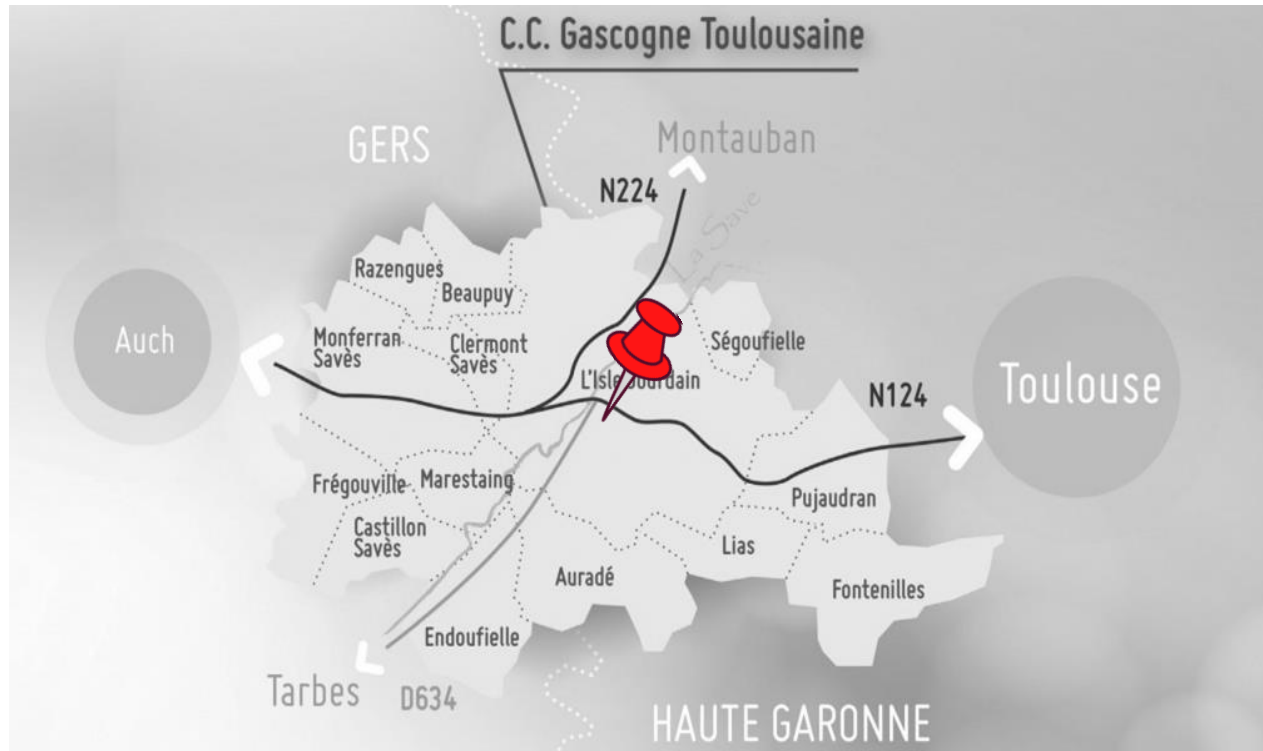 C.C. Gascogne Toulousaine
GERS
Montauban
N224
La Save
Razengues
Beaupuy
Auch
Monferran
Savès
Clermont
Savès
Ségoufielle
L'Isle Jourdain
N124
Toulouse
Frégouville
Marestaing
Pujaudran
Castillon
Savès
Lias
Auradé
Fontenilles
Endoufielle
Tarbes
D634
HAUTE GARONNE